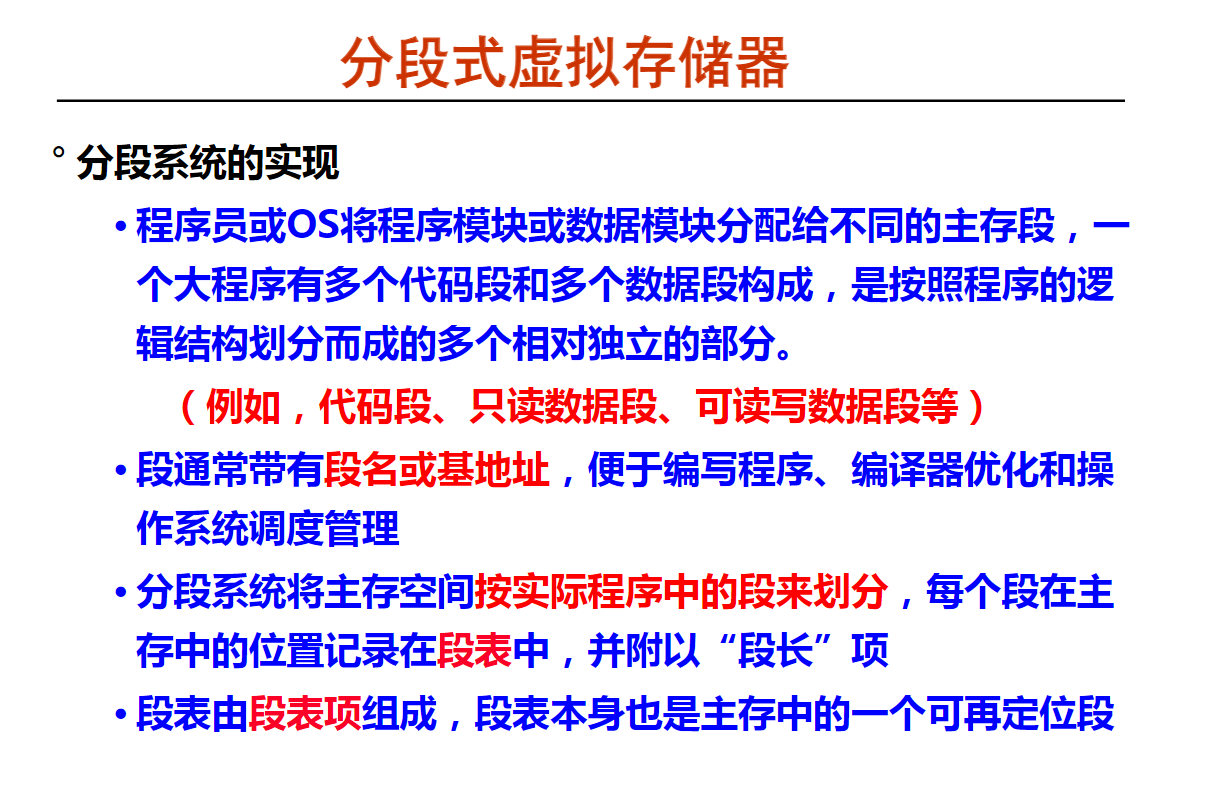 分段式虚拟存储器
° 分段系统的实现
• 程序员或OS将程序模块或数据模块分配给不同的主存段，一
个大程序有多个代码段和多个数据段构成，是按照程序的逻
辑结构划分而成的多个相对独立的部分。
（例如，代码段、只读数据段、可读写数据段等）
• 段通常带有段名或基地址，便于编写程序、编译器优化和操
作系统调度管理
• 分段系统将主存空间按实际程序中的段来划分，每个段在主
存中的位置记录在段表中，并附以“段长”项
• 段表由段表项组成，段表本身也是主存中的一个可再定位段